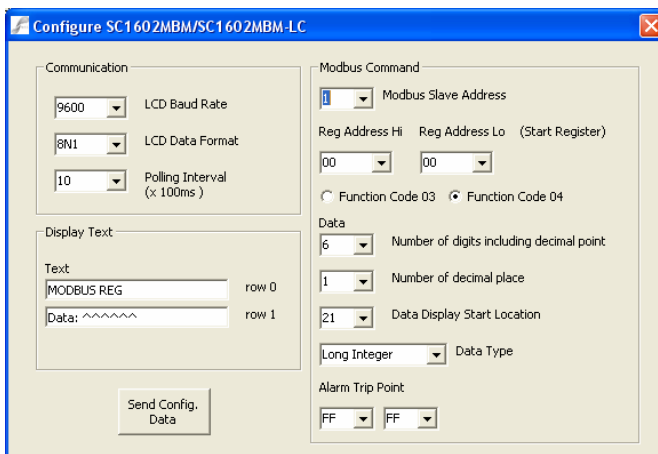 Configure SC1602MBM/SC1602MBM-LC
Communication
9600 LCD Baud Rate
8N1 LCD Data Format
10 Polling Interval
(x 100ms )
Display Text
Text
MODBUS REG row 0
Data: ^^^^^^ row 1
Send Config.
Data
Modbus Command
1 Modbus Slave Address
Reg Address Hi Reg Address Lo (Start Register)
00 00
Function Code 03 Function Code 04
Data
6 Number of digits including decimal point
1 Number of decimal place
21 Data Display Start Location
Long Integer Data Type
Alarm Trip Point
FF FF